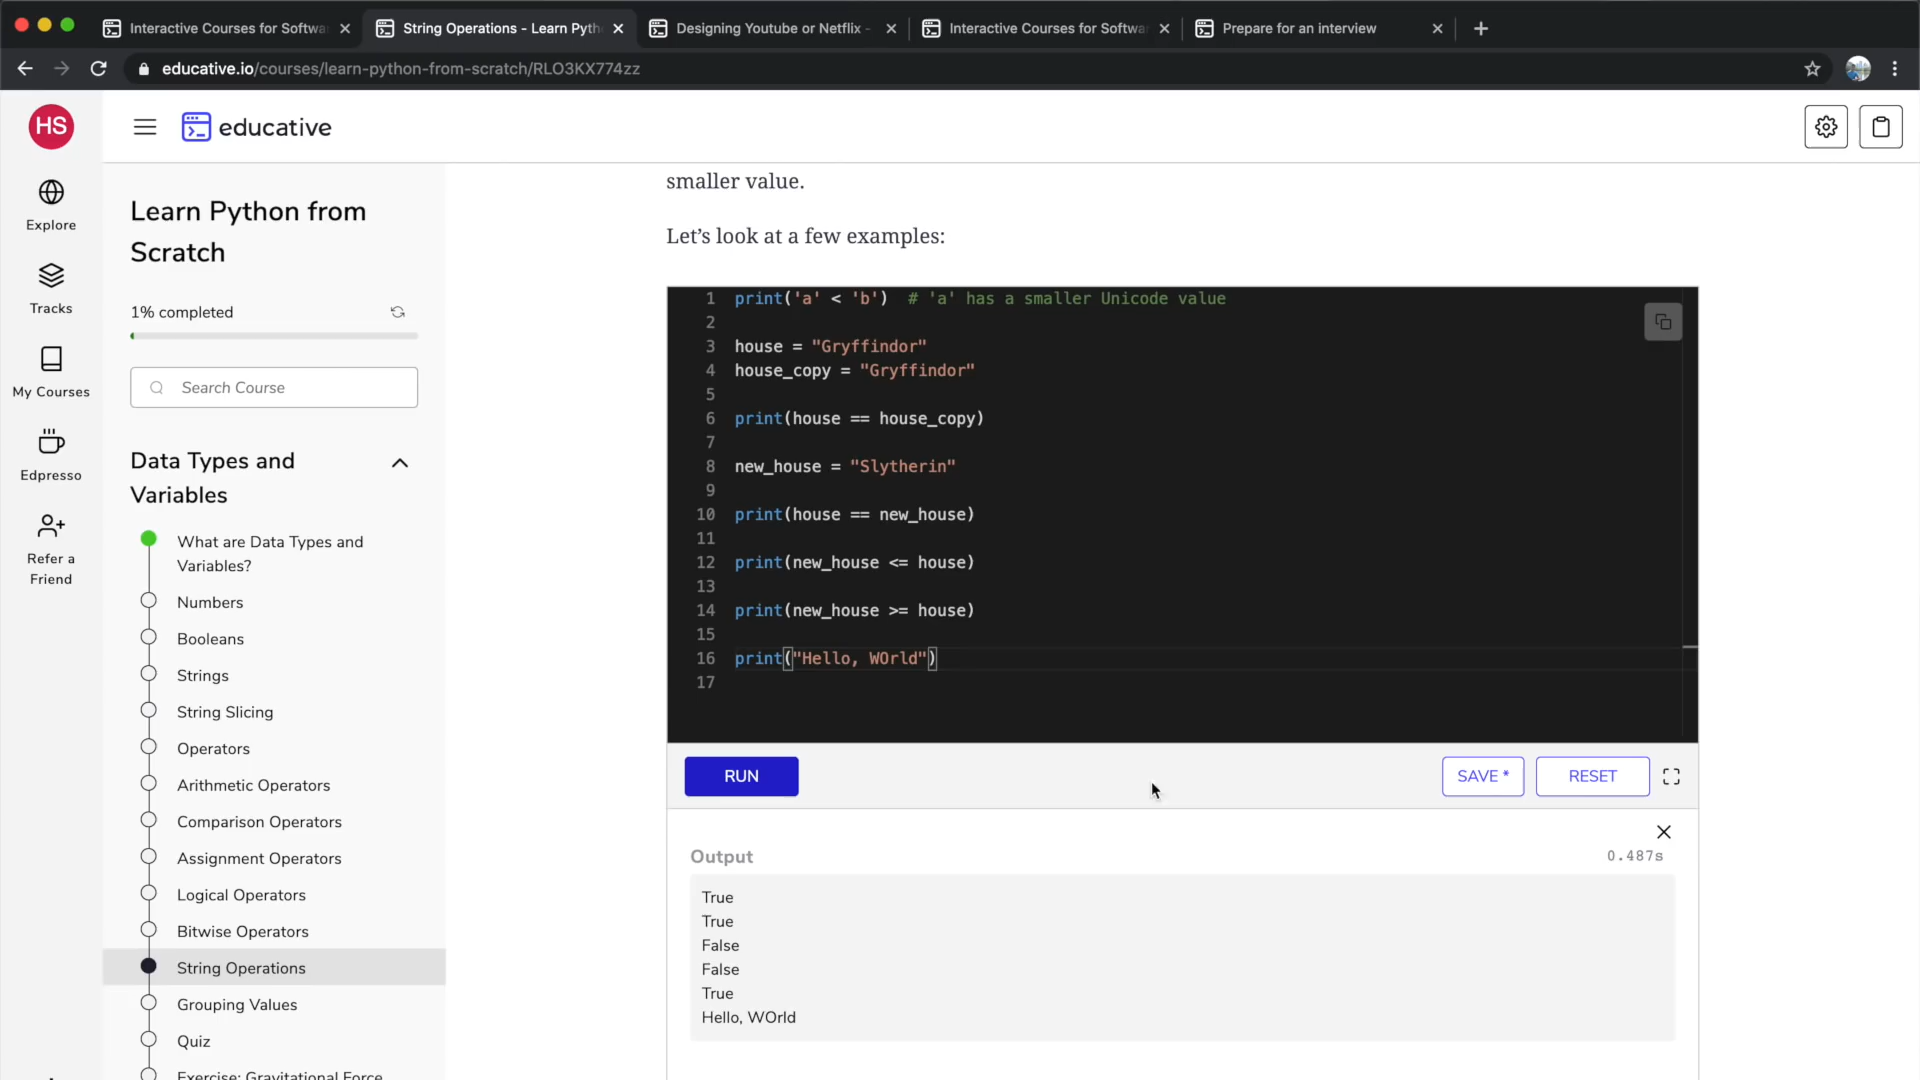 Interactive Courses for Softwa
String Operations - Learn Pyth
Designing Youtube or Netflix -
Interactive Courses for Softwa
Prepare for an interview
educative.io/courses/learn-python-from-scratch/RLO3KX774zz
HS
educative
Explore
Tracks
My Courses
Edpresso
Refer a
Friend
Learn Python from
Scratch
1% completed
Search Course
Data Types and
Variables
What are Data Types and
Variables?
Numbers
Booleans
Strings
String Slicing
Operators
Arithmetic Operators
Comparison Operators
Assignment Operators
Logical Operators
Bitwise Operators
String Operations
Grouping Values
Quiz
Exercise: Gravitational Force
smaller value.
Let’s look at a few examples:
1 print('a' < 'b')  # 'a' has a smaller Unicode value
2
3 house = "Gryffindor"
4 house_copy = "Gryffindor"
5
6 print(house == house_copy)
7
8 new_house = "Slytherin"
9
10 print(house == new_house)
11
12 print(new_house <= house)
13
14 print(new_house >= house)
15
16 print("Hello, WOrld")
17
RUN
SAVE *
RESET
Output
0.487s
True
True
False
False
True
Hello, WOrld